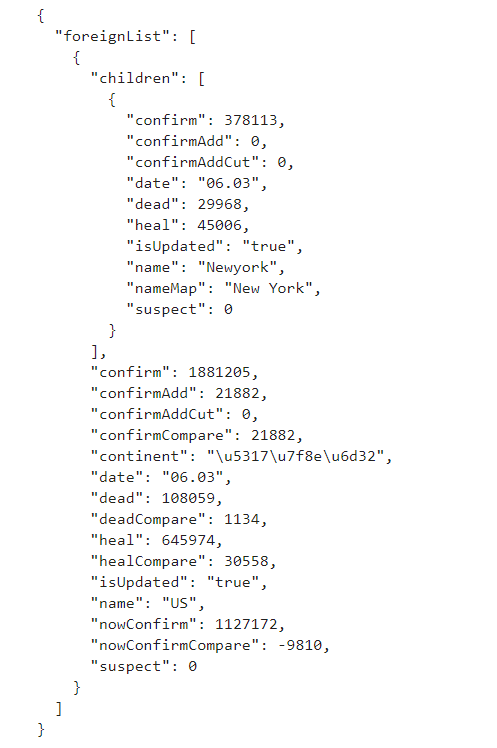 {
  "foreignList": [
    {
      "children": [
        {
          "confirm": 378113,
          "confirmAdd": 0,
          "confirmAddCut": 0,
          "date": "06.03",
          "dead": 29968,
          "heal": 45006,
          "isUpdated": "true",
          "name": "Newyork",
          "nameMap": "New York",
          "suspect": 0
        }
      ],
      "confirm": 1881205,
      "confirmAdd": 21882,
      "confirmAddCut": 0,
      "confirmCompare": 21882,
      "continent": "\u5317\u7f8e\u6d32",
      "date": "06.03",
      "dead": 108059,
      "deadCompare": 1134,
      "heal": 645974,
      "healCompare": 30558,
      "isUpdated": "true",
      "name": "US",
      "nowConfirm": 1127172,
      "nowConfirmCompare": -9810,
      "suspect": 0
    }
  ]
}